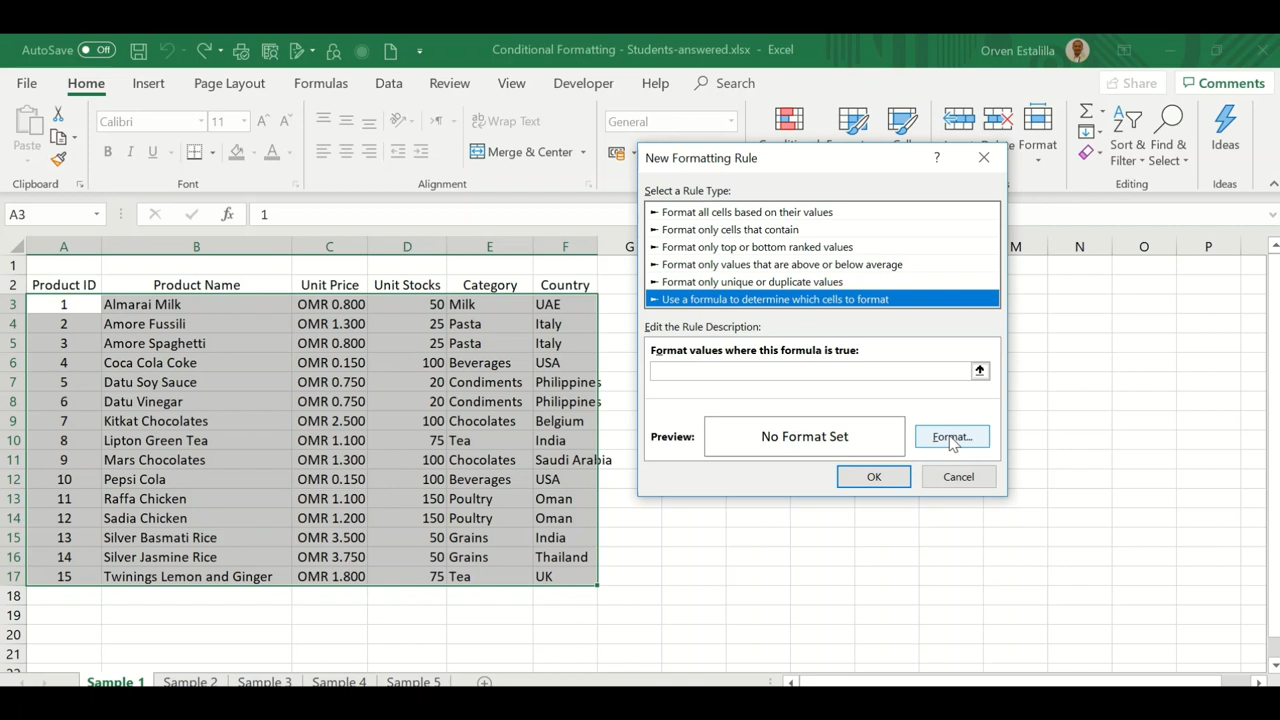 AutoSave Off Conditional Formatting - Students-answered.xlsx - Excel Orven Estalilla
File Home Insert Page Layout Formulas Data Review View Developer Help Search Share Comments
Paste
Calibri 11
B I U
Wrap Text
Merge & Center
General
Sort & Find &
Filter Select
Ideas
Clipboard Font Alignment Editing Ideas
A3 fx 1
A B C D E F G M N O P
1
2 Product ID Product Name Unit Price Unit Stocks Category Country
3 1 Almarai Milk OMR 0.800 50 Milk UAE
4 2 Amore Fussili OMR 1.300 25 Pasta Italy
5 3 Amore Spaghetti OMR 0.800 25 Pasta Italy
6 4 Coca Cola Coke OMR 0.150 100 Beverages USA
7 5 Datu Soy Sauce OMR 0.750 20 Condiments Philippines
8 6 Datu Vinegar OMR 0.750 20 Condiments Philippines
9 7 Kitkat Chocolates OMR 2.500 100 Chocolates Belgium
10 8 Lipton Green Tea OMR 1.100 75 Tea India
11 9 Mars Chocolates OMR 1.300 100 Chocolates Saudi Arabia
12 10 Pepsi Cola OMR 0.150 100 Beverages USA
13 11 Raffa Chicken OMR 1.100 150 Poultry Oman
14 12 Sadia Chicken OMR 1.200 150 Poultry Oman
15 13 Silver Basmati Rice OMR 3.500 50 Grains India
16 14 Silver Jasmine Rice OMR 3.750 50 Grains Thailand
17 15 Twinings Lemon and Ginger OMR 1.800 75 Tea UK
18
19
20
21
New Formatting Rule ?
Select a Rule Type:
► Format all cells based on their values
► Format only cells that contain
► Format only top or bottom ranked values
► Format only values that are above or below average
► Format only unique or duplicate values
► Use a formula to determine which cells to format
Edit the Rule Description:
Format values where this formula is true:
Preview: No Format Set Format...
OK Cancel
Sample 1 Sample 2 Sample 3 Sample 4 Sample 5